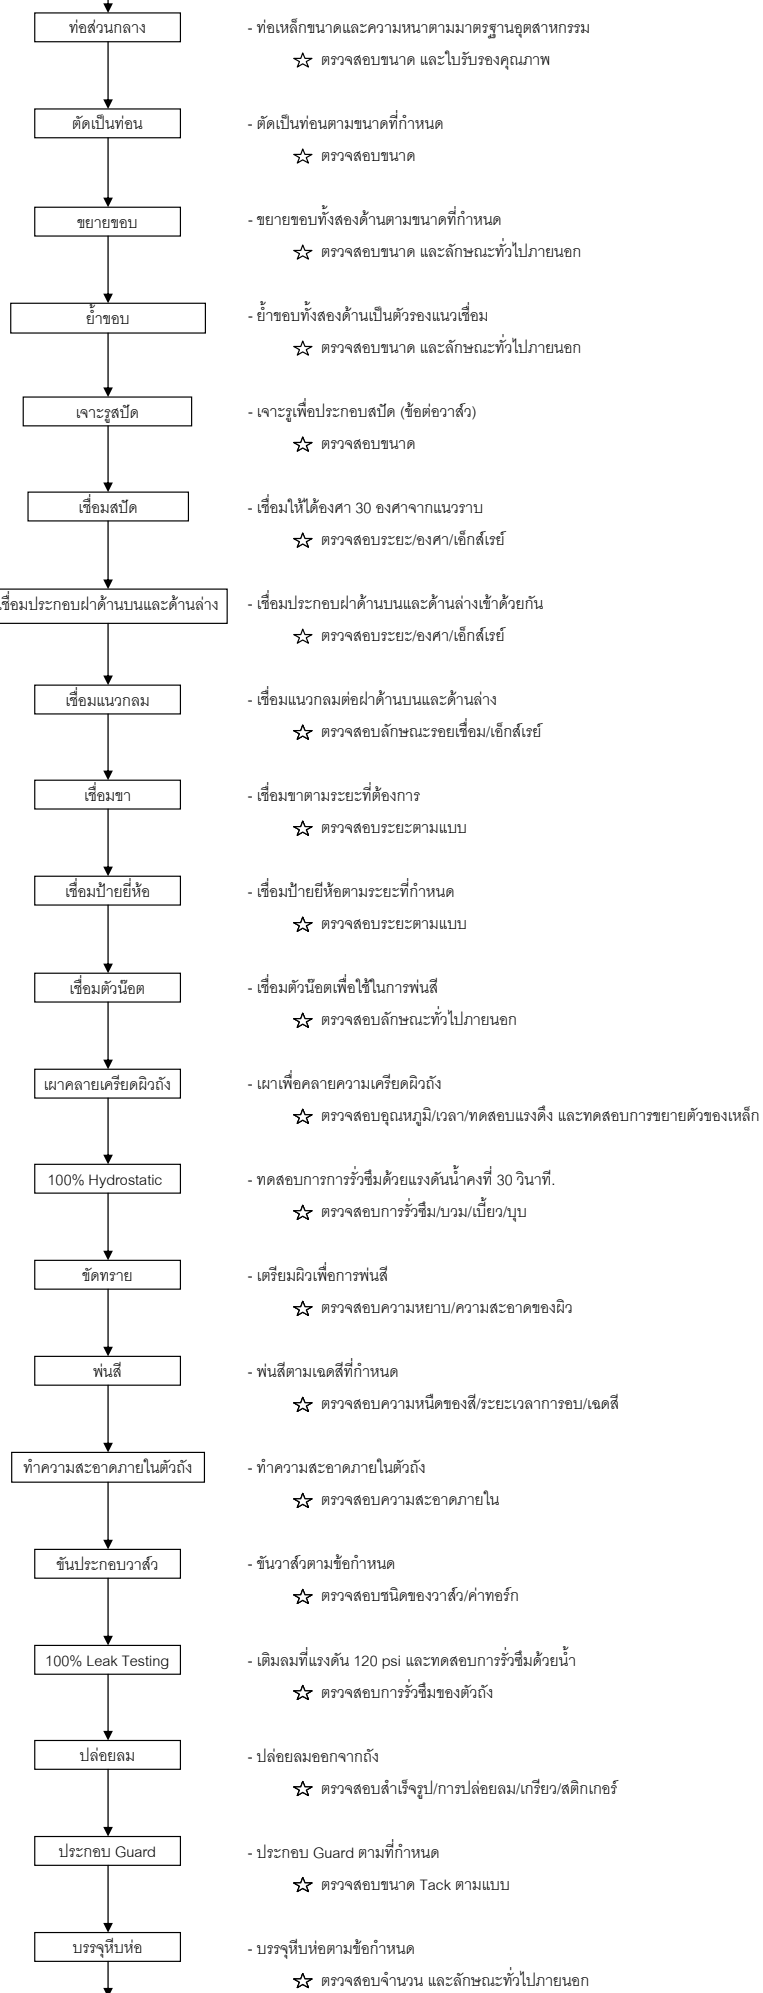 ท่อส่วนกลาง - ท่อเหล็กขนาดและความหนาตามมาตรฐานอุตสาหกรรม
☆ ตรวจสอบขนาด และใบรับรองคุณภาพ
ตัดเป็นท่อน - ตัดเป็นท่อนตามขนาดที่กำหนด
☆ ตรวจสอบขนาด
ขยายขอบ - ขยายขอบทั้งสองด้านตามขนาดที่กำหนด
☆ ตรวจสอบขนาด และลักษณะทั่วไปภายนอก
ย้ำขอบ - ย้ำขอบทั้งสองด้านเป็นตัวรองแนวเชื่อม
☆ ตรวจสอบขนาด และลักษณะทั่วไปภายนอก
เจาะรูสปัด - เจาะรูเพื่อประกอบสปัด (ข้อต่อวาล์ว)
☆ ตรวจสอบขนาด
เชื่อมสปัด - เชื่อมให้ได้องศา 30 องศาจากแนวราบ
☆ ตรวจสอบระยะ/องศา/เอ็กส์เรย์
เชื่อมประกอบฝาด้านบนและด้านล่าง - เชื่อมประกอบฝาด้านบนและด้านล่างเข้าด้วยกัน
☆ ตรวจสอบระยะ/องศา/เอ็กส์เรย์
เชื่อมแนวกลม - เชื่อมแนวกลมต่อฝาด้านบนและด้านล่าง
☆ ตรวจสอบลักษณะรอยเชื่อม/เอ็กส์เรย์
เชื่อมขา - เชื่อมขาตามระยะที่ต้องการ
☆ ตรวจสอบระยะตามแบบ
เชื่อมป้ายยี่ห้อ - เชื่อมป้ายยีห้อตามระยะที่กำหนด
☆ ตรวจสอบระยะตามแบบ
เชื่อมตัวน๊อต - เชื่อมตัวน๊อตเพื่อใช้ในการพ่นสี
☆ ตรวจสอบลักษณะทั่วไปภายนอก
เผาคลายเครียดผิวถัง - เผาเพื่อคลายความเครียดผิวถัง
☆ ตรวจสอบอุณหภูมิ/เวลา/ทดสอบแรงดึง และทดสอบการขยายตัวของเหล็ก
100% Hydrostatic - ทดสอบการการรั่วซึมด้วยแรงดันน้ำคงที่ 30 วินาที.
☆ ตรวจสอบการรั่วซึม/บวม/เบี้ยว/บุบ
ขัดทราย - เตรียมผิวเพื่อการพ่นสี
☆ ตรวจสอบความหยาบ/ความสะอาดของผิว
พ่นสี - พ่นสีตามเฉดสีที่กำหนด
☆ ตรวจสอบความหนืดของสี/ระยะเวลาการอบ/เฉดสี
ทำความสะอาดภายในตัวถัง - ทำความสะอาดภายในตัวถัง
☆ ตรวจสอบความสะอาดภายใน
ขันประกอบวาล์ว - ขันวาล์วตามข้อกำหนด
☆ ตรวจสอบชนิดของวาล์ว/ค่าทอร์ก
100% Leak Testing - เติมลมที่แรงดัน 120 psi และทดสอบการรั่วซึมด้วยน้ำ
☆ ตรวจสอบการรั่วซึมของตัวถัง
ปล่อยลม - ปล่อยลมออกจากถัง
☆ ตรวจสอบสำเร็จรูป/การปล่อยลม/เกรียว/สติกเกอร์
ประกอบ Guard - ประกอบ Guard ตามที่กำหนด
☆ ตรวจสอบขนาด Tack ตามแบบ
บรรจุหีบห่อ - บรรจุหีบห่อตามข้อกำหนด
☆ ตรวจสอบจำนวน และลักษณะทั่วไปภายนอก